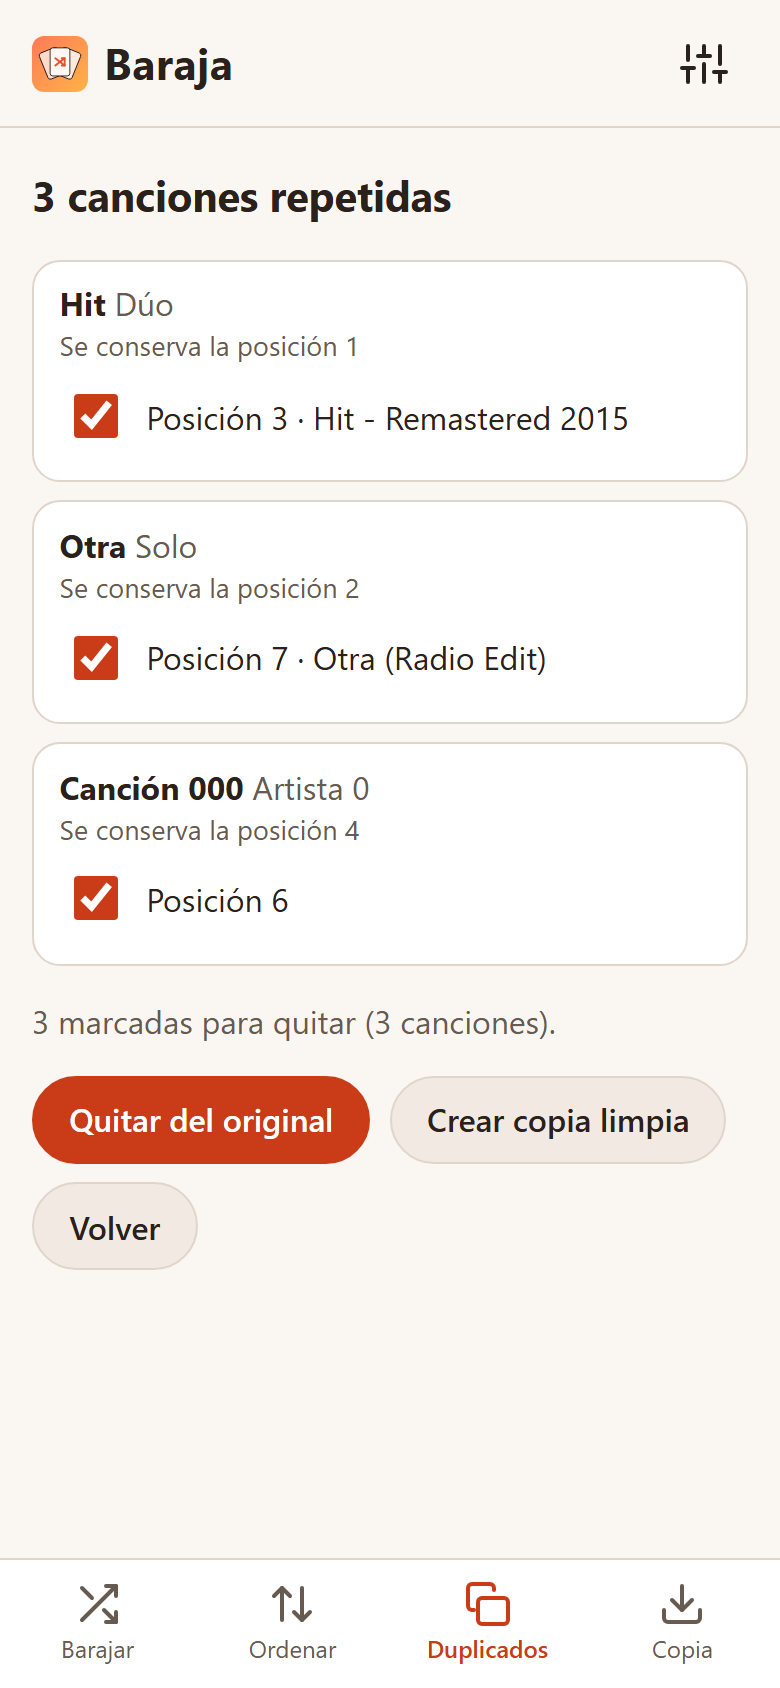 Baraja
3 canciones repetidas
Hit Dúo
Se conserva la posición 1
Posición 3 · Hit - Remastered 2015
Otra Solo
Se conserva la posición 2
Posición 7 · Otra (Radio Edit)
Canción 000 Artista 0
Se conserva la posición 4
Posición 6
3 marcadas para quitar (3 canciones).
Quitar del original
Crear copia limpia
Volver
Barajar
Ordenar
Duplicados
Copia